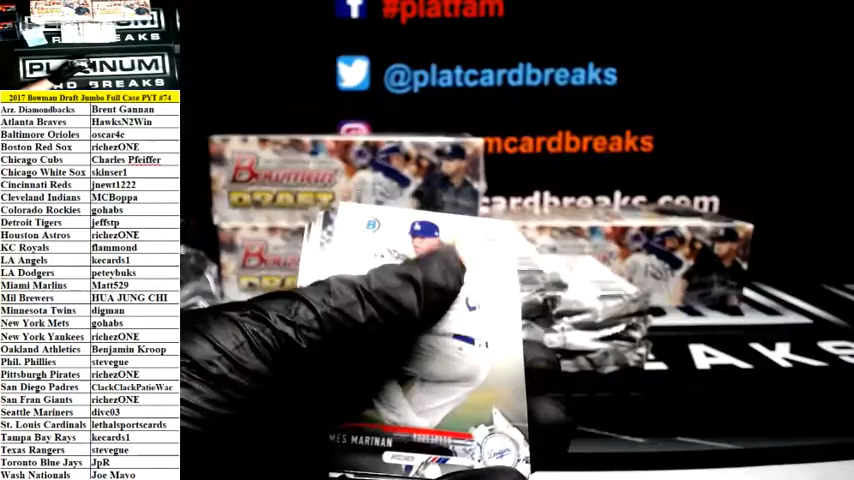 PLATINUM
CARD BREAKS
2017 Bowman Draft Jumbo Full Case PYT #74
Arz. Diamondbacks Brent Gannan
Atlanta Braves HawksN2Win
Baltimore Orioles oscar4c
Boston Red Sox richezONE
Chicago Cubs Charles Pfeiffer
Chicago White Sox skinser1
Cincinnati Reds jnewt1222
Cleveland Indians MCBoppa
Colorado Rockies gohabs
Detroit Tigers jeffstp
Houston Astros richezONE
KC Royals flammond
LA Angels kecards1
LA Dodgers peteybuks
Miami Marlins Matt529
Mil Brewers HUA JUNG CHI
Minnesota Twins digman
New York Mets gohabs
New York Yankees richezONE
Oakland Athletics Benjamin Kroop
Phil. Phillies stevegue
Pittsburgh Pirates richezONE
San Diego Padres ClackClackPatieWac
San Fran Giants richezONE
Seattle Mariners divc03
St. Louis Cardinals lethalsportscards
Tampa Bay Rays kecards1
Texas Rangers stevegue
Toronto Blue Jays JpR
Wash Nationals Joe Mayo
#platfam
@platcardbreaks
mcardbreaks
cardbreaks.com
Bowman
DRAFT
Bowman
MES MARINAN
PITCHER
Dodgers
EAKS